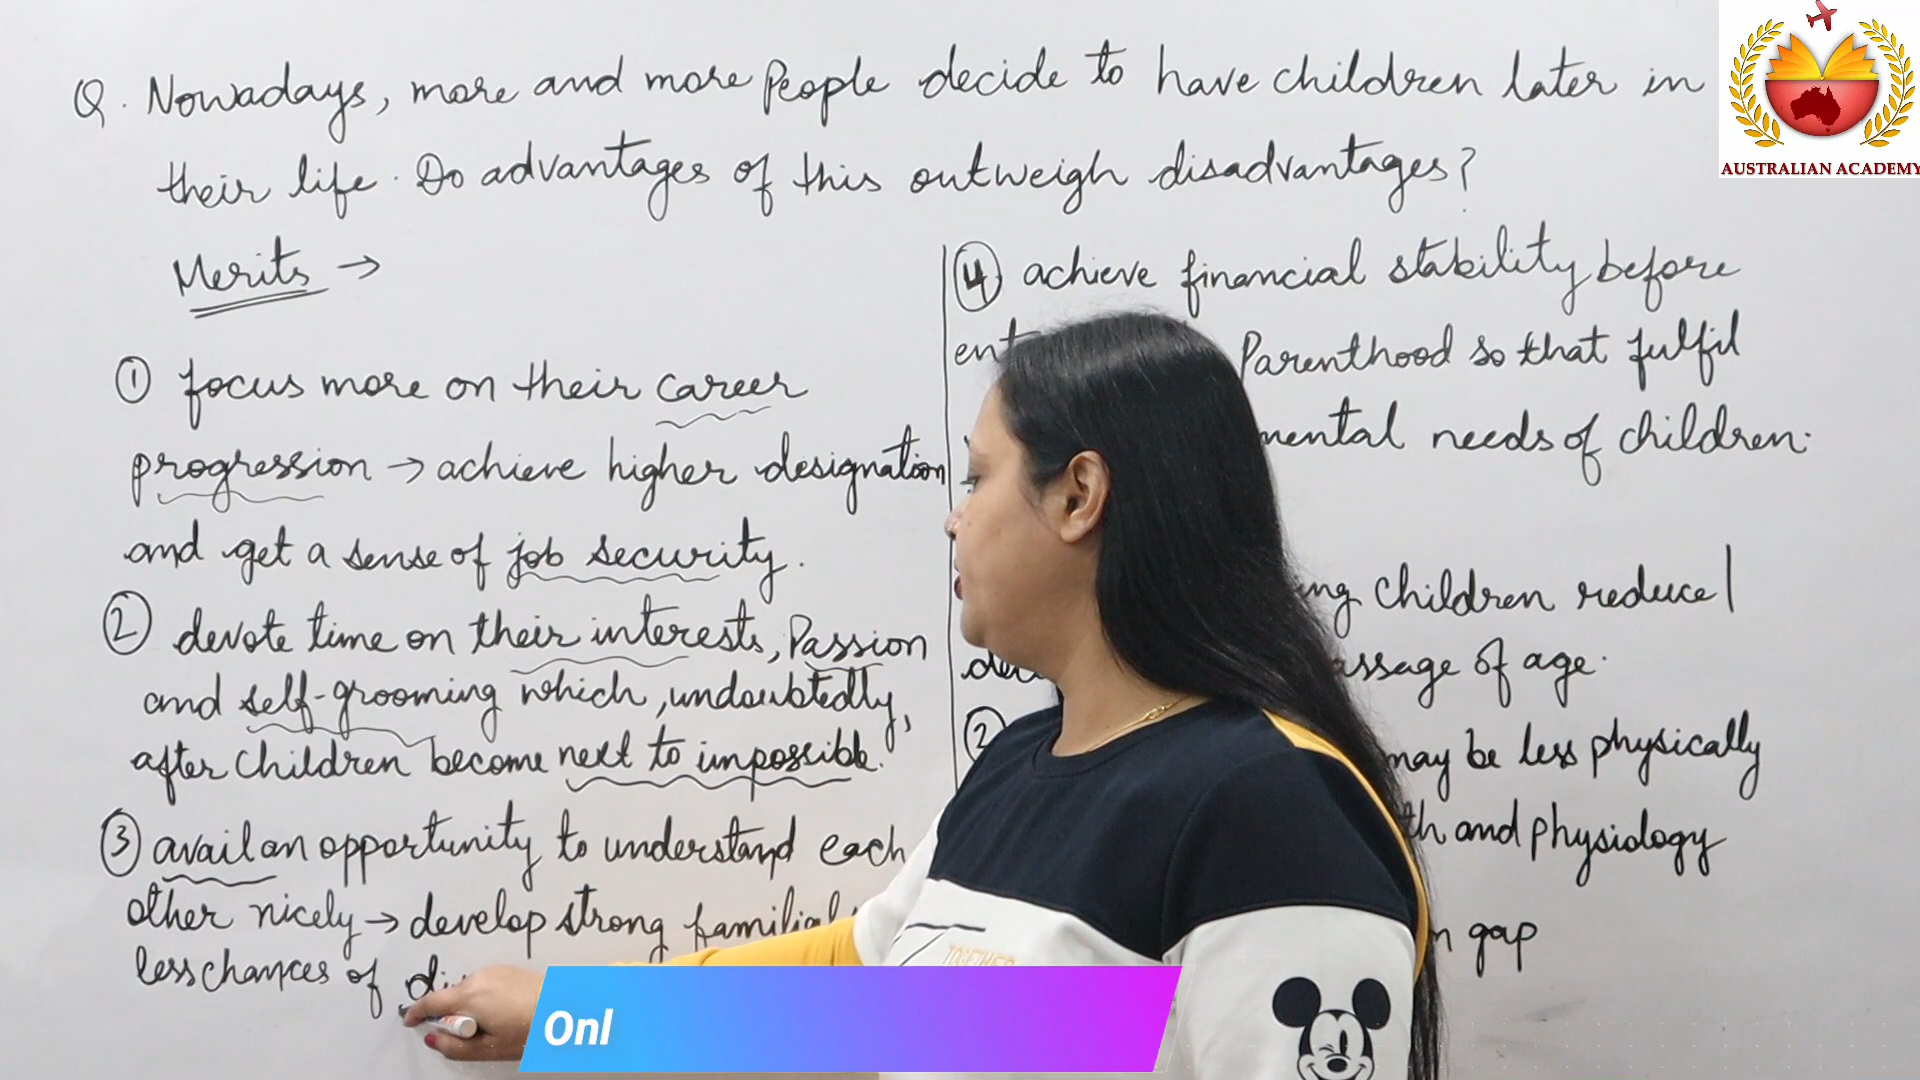 Q. Nowadays, more and more People decide to have children later in
their life. Do advantages of this outweigh disadvantages?
Merits →
① focus more on their career
progression → achieve higher designation
and get a sense of job security.
② devote time on their interests, Passion
and self-grooming which, undoubtedly,
after children become next to impossible.
③ avail an opportunity to understand each
other nicely → develop strong familial
less chances of
④ achieve financial stability before
Parenthood so that fulfil
needs of children.
children reduce/
of age.
②
may be less physically
and physiology
gap
TOGETHER
Onl
AUSTRALIAN ACADEMY